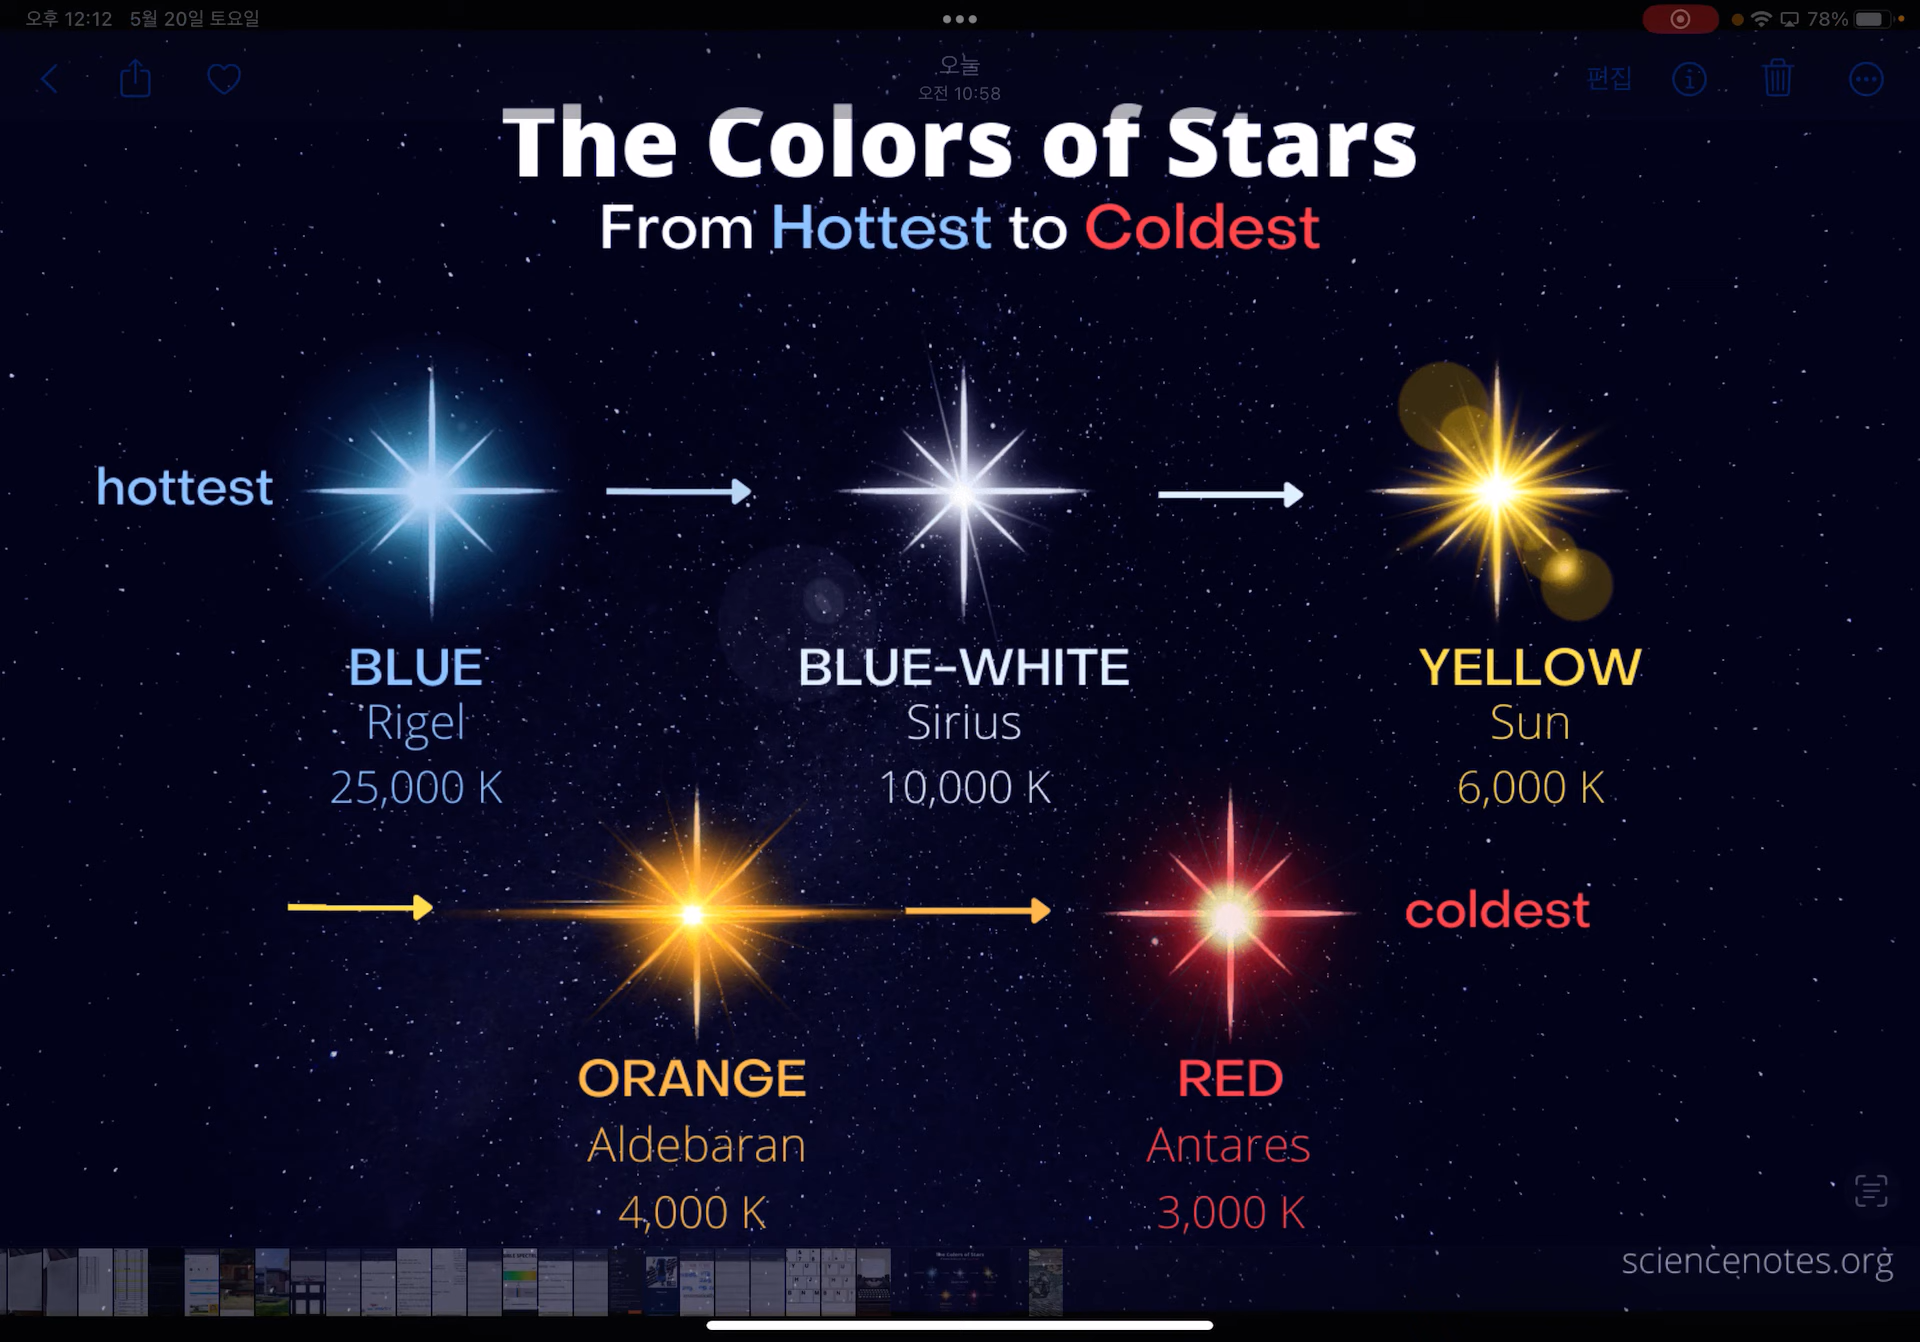 오후 12:12 5월 20일 토요일
78%
오늘
오전 10:58
편집
The Colors of Stars
From Hottest to Coldest
hottest
BLUE
Rigel
25,000 K
BLUE-WHITE
Sirius
10,000 K
YELLOW
Sun
6,000 K
ORANGE
Aldebaran
4,000 K
RED
Antares
3,000 K
coldest
sciencenotes.org